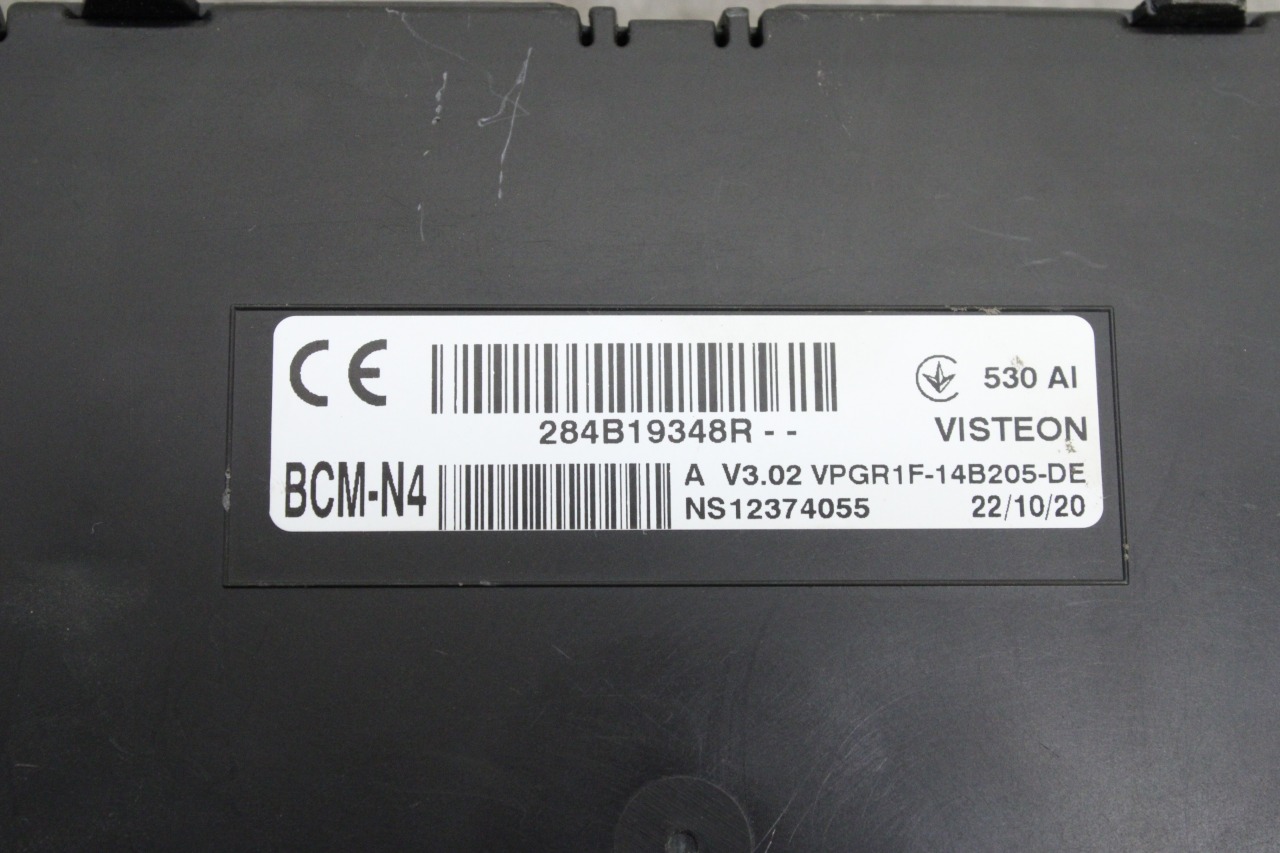 CE
284B19348R - -
530 AI
VISTEON
BCM-N4
A V3.02 VPGR1F-14B205-DE
NS12374055 22/10/20